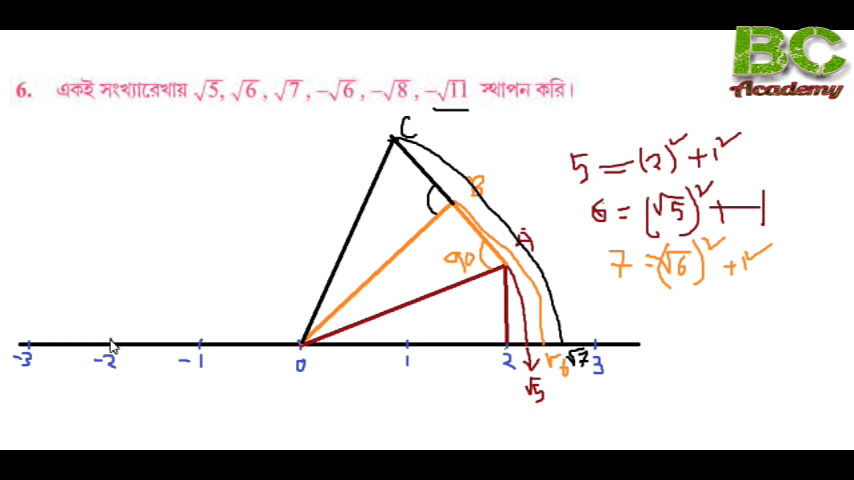 BC
Academy
6. একই সংখ্যারেখায় √5, √6, √7, −√6, −√8, −√11 স্থাপন করি।
C
B
A
90
5 = (2)² + 1²
6 = (√5)² + 1
7 = (√6)² + 1²
-3 -2 -1 0 1 2 √6 √7 3
√5